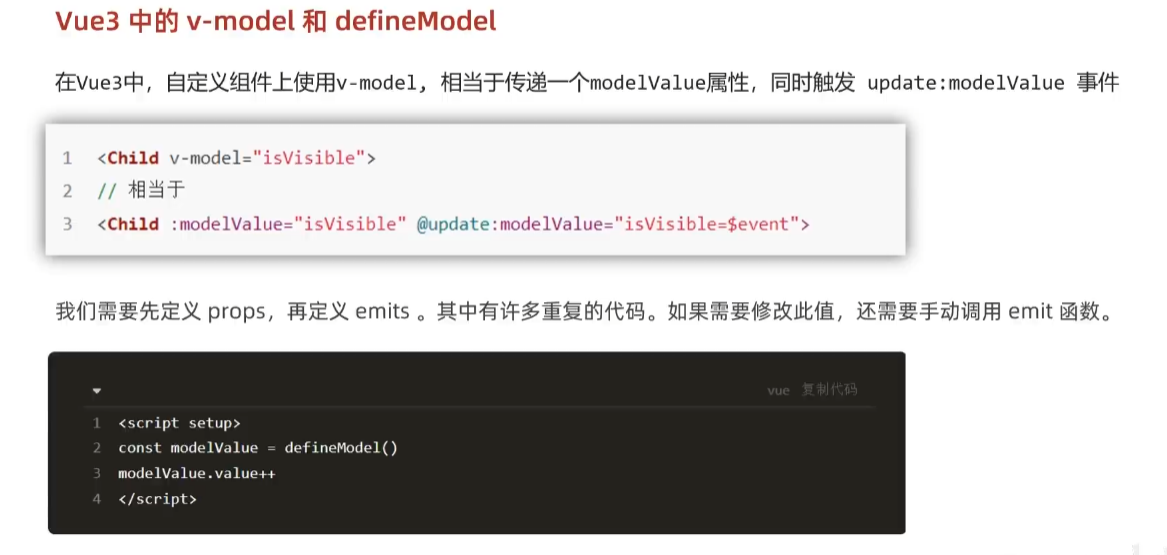 Vue3 中的 v-model 和 defineModel
在Vue3中，自定义组件上使用v-model, 相当于传递一个modelValue属性，同时触发 update:modelValue 事件
1 <Child v-model="isVisible">
2 // 相当于
3 <Child :modelValue="isVisible" @update:modelValue="isVisible=$event">
我们需要先定义 props，再定义 emits 。其中有许多重复的代码。如果需要修改此值，还需要手动调用 emit 函数。
vue 复制代码
1 <script setup>
2 const modelValue = defineModel()
3 modelValue.value++
4 </script>